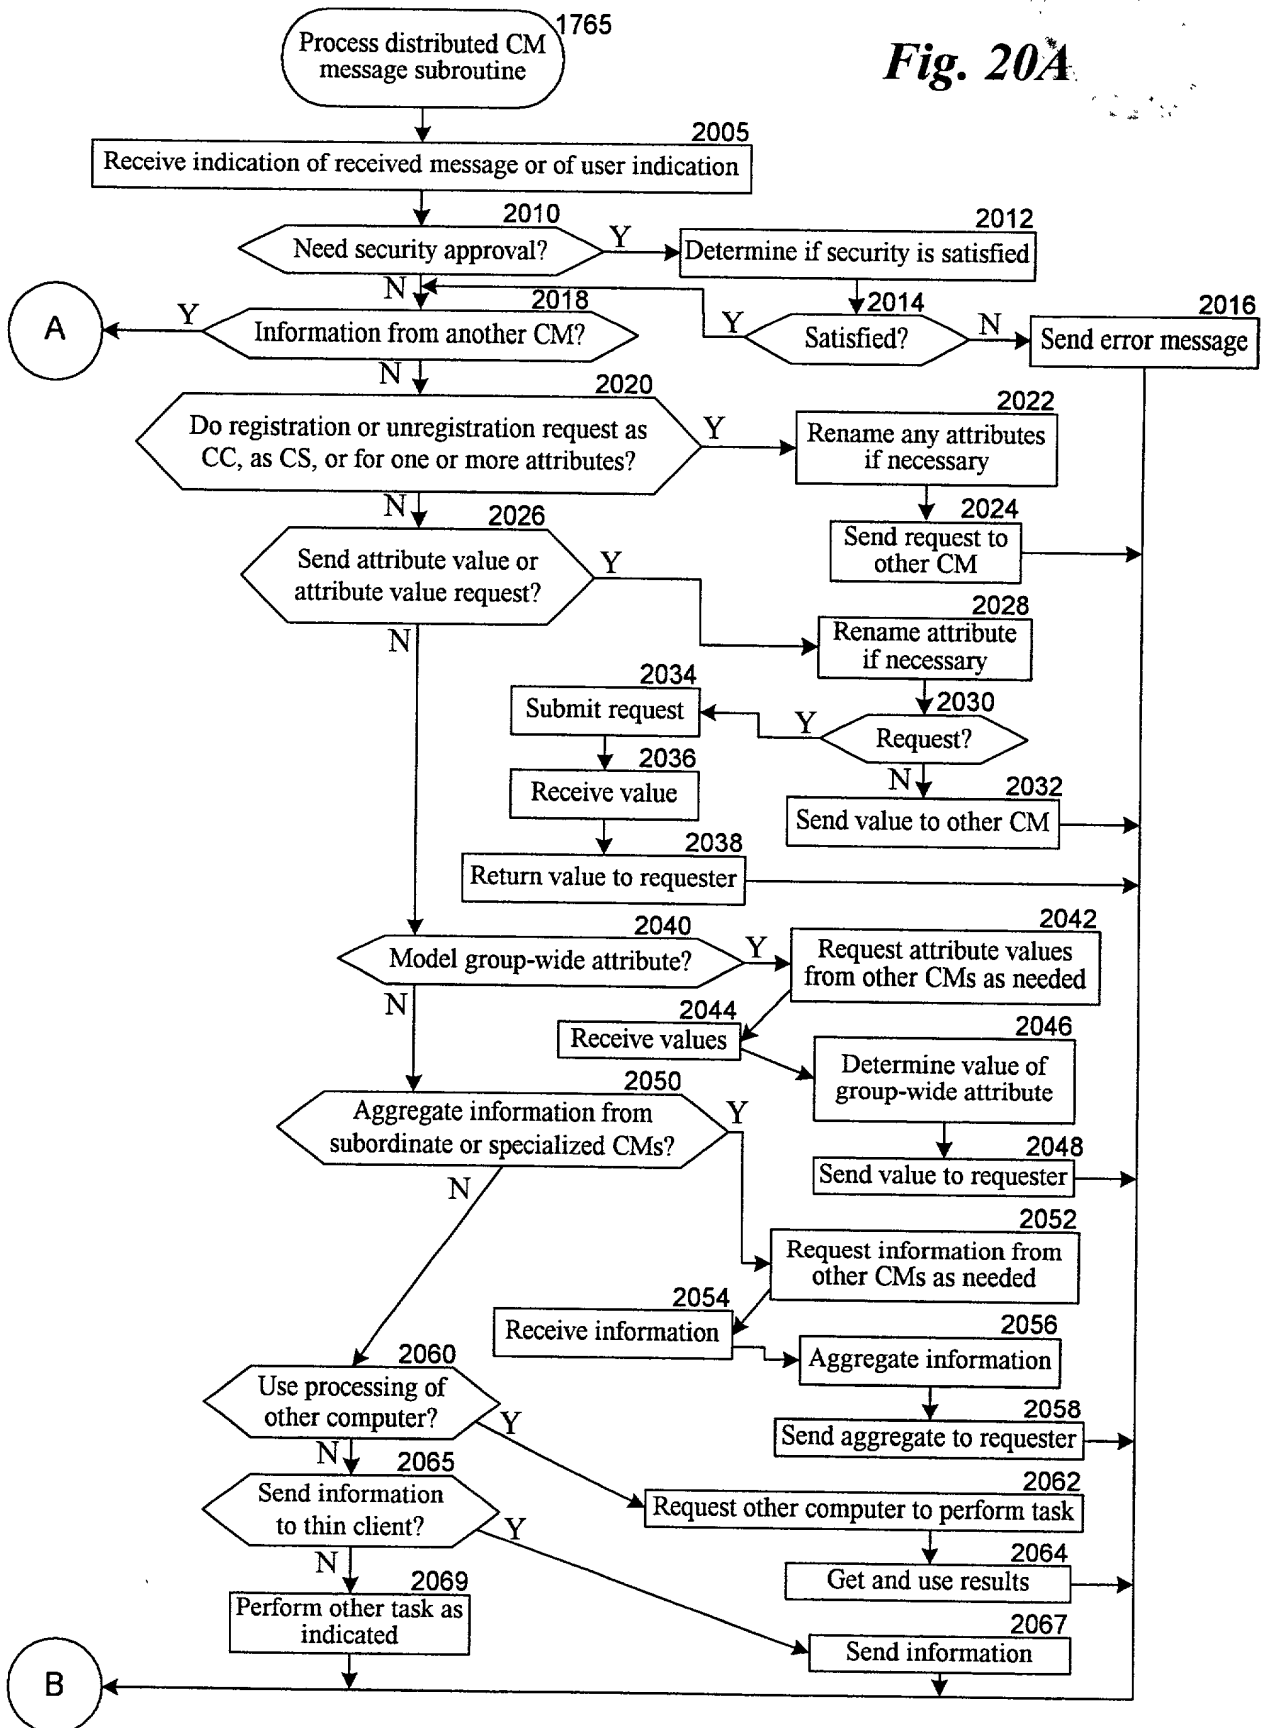 1765
Process distributed CM
message subroutine
Fig. 20A
2005
Receive indication of received message or of user indication
2010
Need security approval?
Y
2012
Determine if security is satisfied
N
A
Y
2018
Information from another CM?
2014
Y
Satisfied?
N
2016
Send error message
N
2020
Do registration or unregistration request as
CC, as CS, or for one or more attributes?
Y
2022
Rename any attributes
if necessary
N
2024
Send request to
other CM
2026
Send attribute value or
attribute value request?
Y
N
2028
Rename attribute
if necessary
2034
Submit request
Y
2030
Request?
2036
Receive value
N
2032
Send value to other CM
2038
Return value to requester
2040
Model group-wide attribute?
Y
2042
Request attribute values
from other CMs as needed
N
2044
Receive values
2046
Determine value of
group-wide attribute
2050
Aggregate information from
subordinate or specialized CMs?
Y
2048
Send value to requester
N
2052
Request information from
other CMs as needed
2054
Receive information
2056
Aggregate information
2060
Use processing of
other computer?
Y
2058
Send aggregate to requester
N
2065
Send information
to thin client?
Y
2062
Request other computer to perform task
N
2064
Get and use results
2069
Perform other task as
indicated
2067
Send information
B